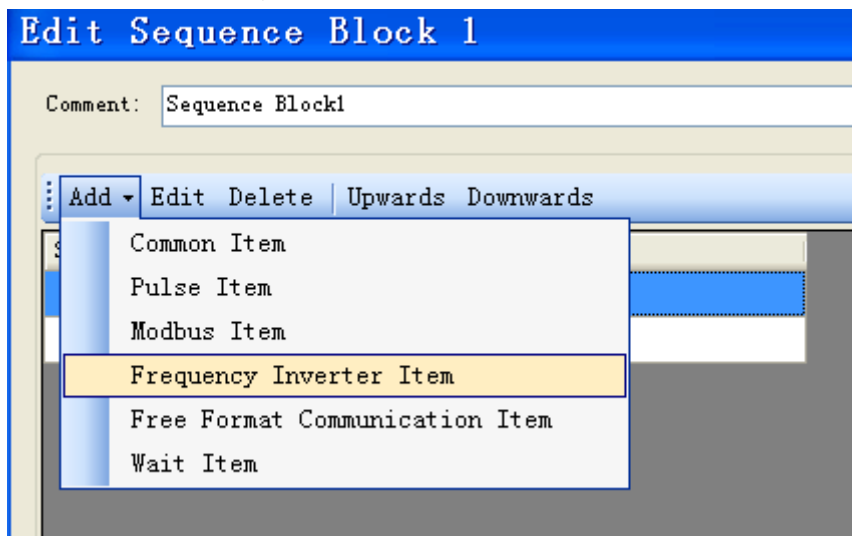 Edit Sequence Block 1
Comment: Sequence Block1
Add Edit Delete Upwards Downwards
Common Item
Pulse Item
Modbus Item
Frequency Inverter Item
Free Format Communication Item
Wait Item